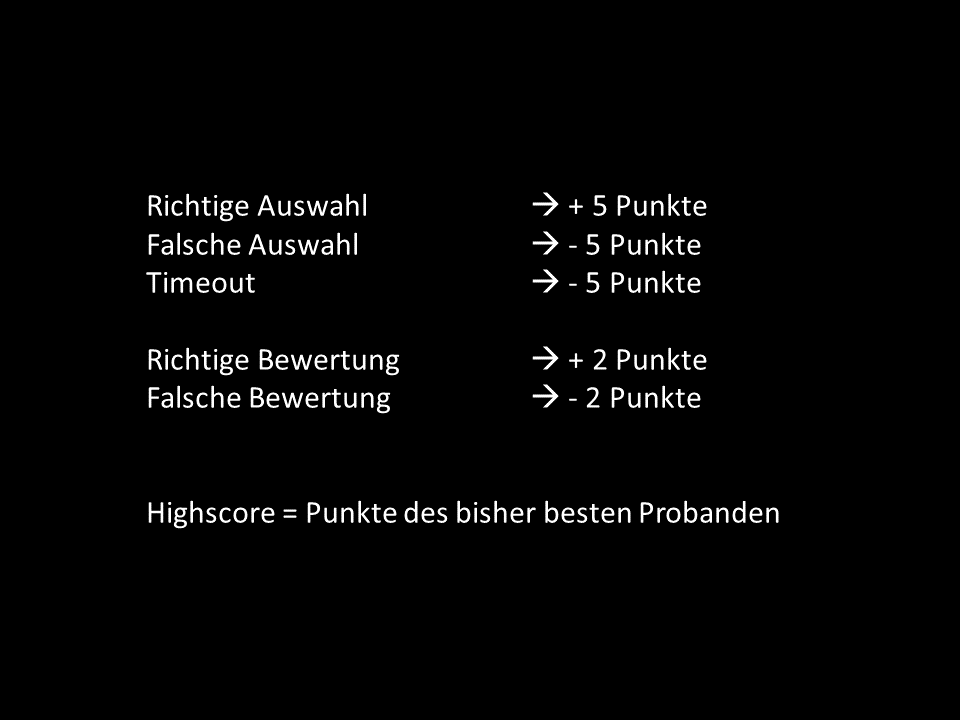 Richtige Auswahl → + 5 Punkte
Falsche Auswahl → - 5 Punkte
Timeout → - 5 Punkte
Richtige Bewertung → + 2 Punkte
Falsche Bewertung → - 2 Punkte
Highscore = Punkte des bisher besten Probanden